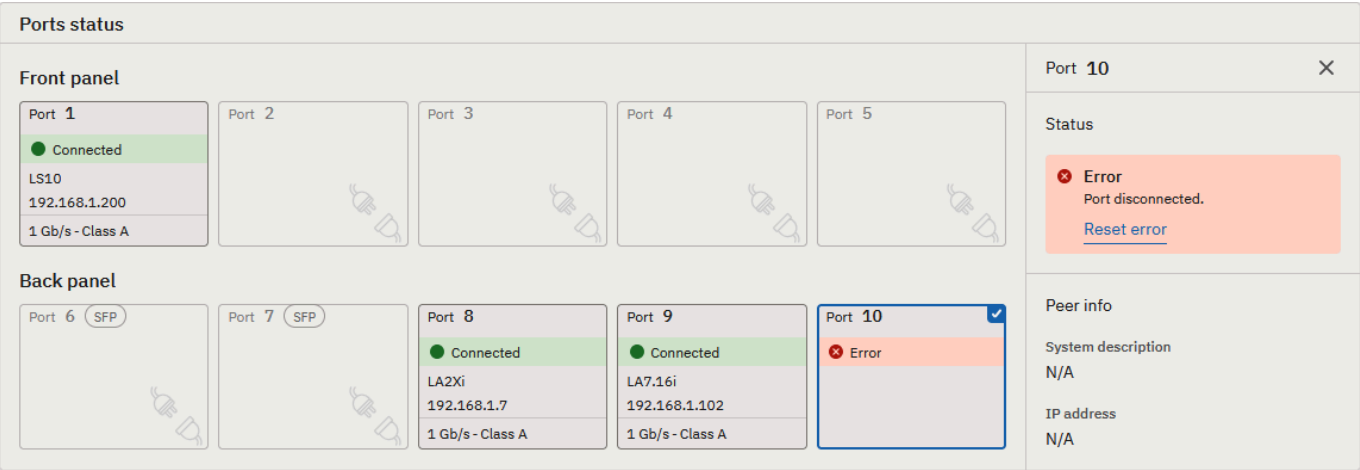 Ports status
Front panel
Port 1
Connected
LS10
192.168.1.200
1 Gb/s - Class A
Port 2
Port 3
Port 4
Port 5
Back panel
Port 6 SFP
Port 7 SFP
Port 8
Connected
LA2Xi
192.168.1.7
1 Gb/s - Class A
Port 9
Connected
LA7.16i
192.168.1.102
1 Gb/s - Class A
Port 10
Error
Port 10
Status
Error
Port disconnected.
Reset error
Peer info
System description
N/A
IP address
N/A